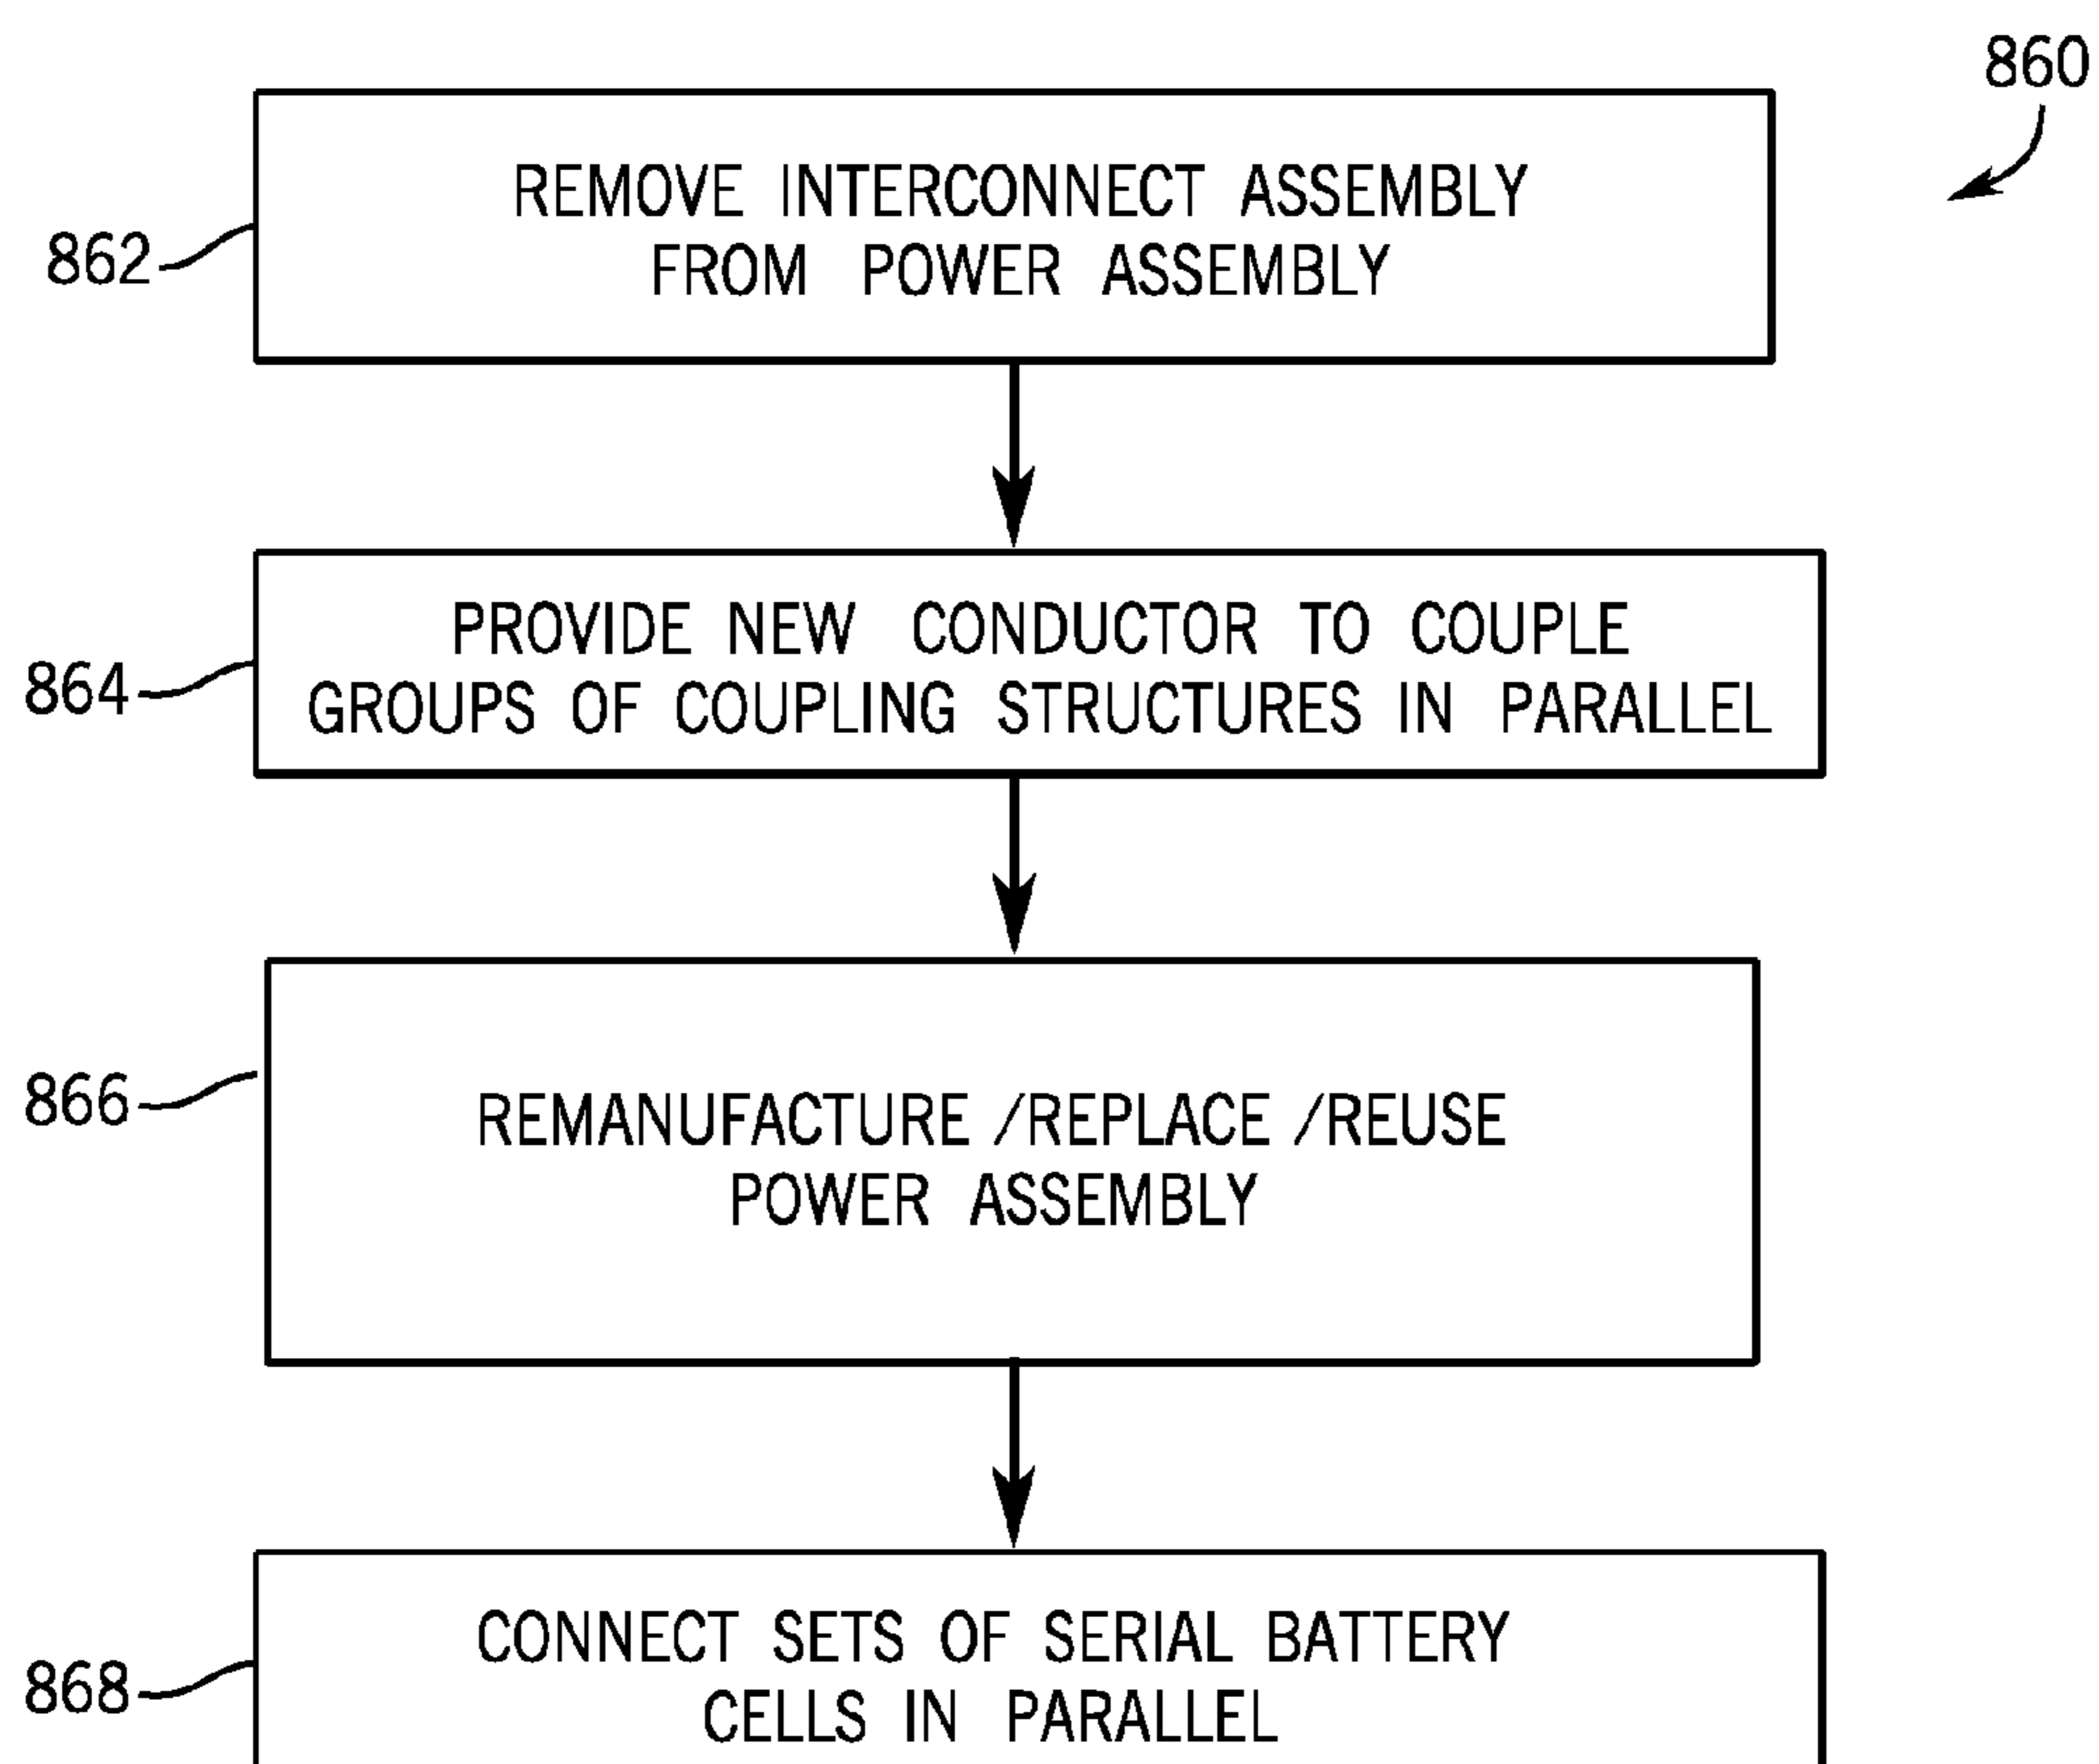 860
REMOVE INTERCONNECT ASSEMBLY
FROM POWER ASSEMBLY
862
PROVIDE NEW CONDUCTOR TO COUPLE
GROUPS OF COUPLING STRUCTURES IN PARALLEL
864
REMANUFACTURE /REPLACE /REUSE
POWER ASSEMBLY
866
CONNECT SETS OF SERIAL BATTERY
CELLS IN PARALLEL
868